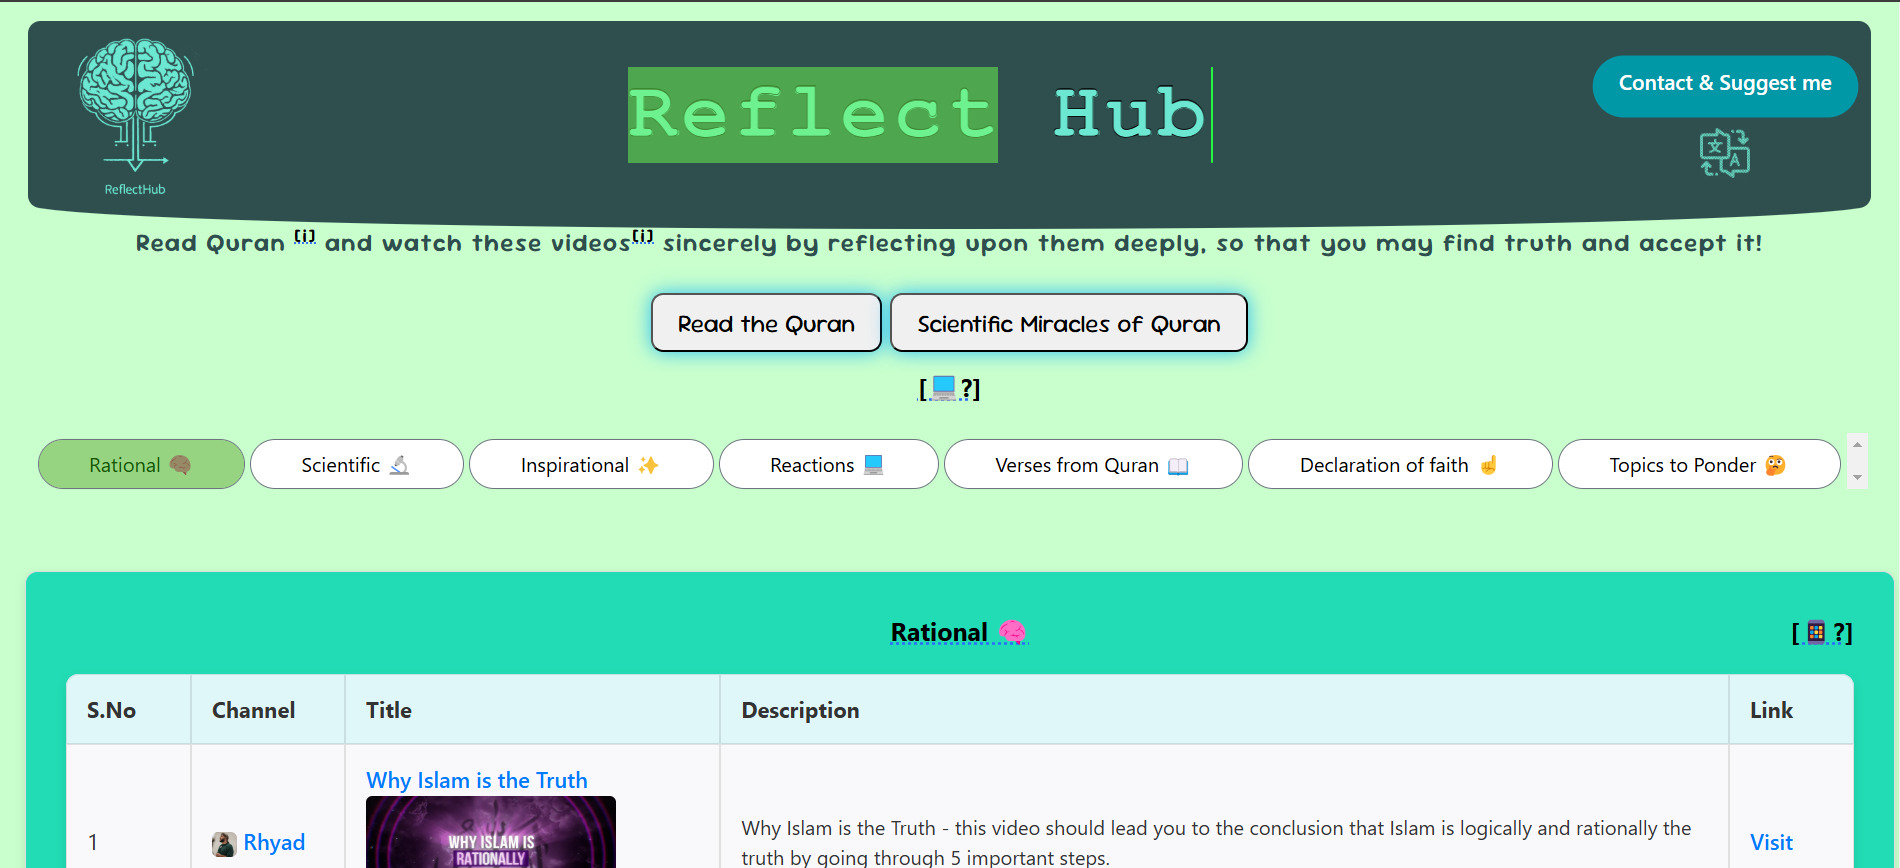 Reflect Hub
Contact & Suggest me
文
A
ReflectHub
Read Quran [i] and watch these videos[i] sincerely by reflecting upon them deeply, so that you may find truth and accept it!
Read the Quran
Scientific Miracles of Quran
[💻?]
Rational 🧠
Scientific 🔬
Inspirational ✨
Reactions 💻
Verses from Quran 📖
Declaration of faith ☝️
Topics to Ponder 🤔
Rational 🧠
[📱?]
S.No
Channel
Title
Description
Link
1
Rhyad
Why Islam is the Truth
WHY ISLAM IS
RATIONALLY
Why Islam is the Truth - this video should lead you to the conclusion that Islam is logically and rationally the
truth by going through 5 important steps.
Visit